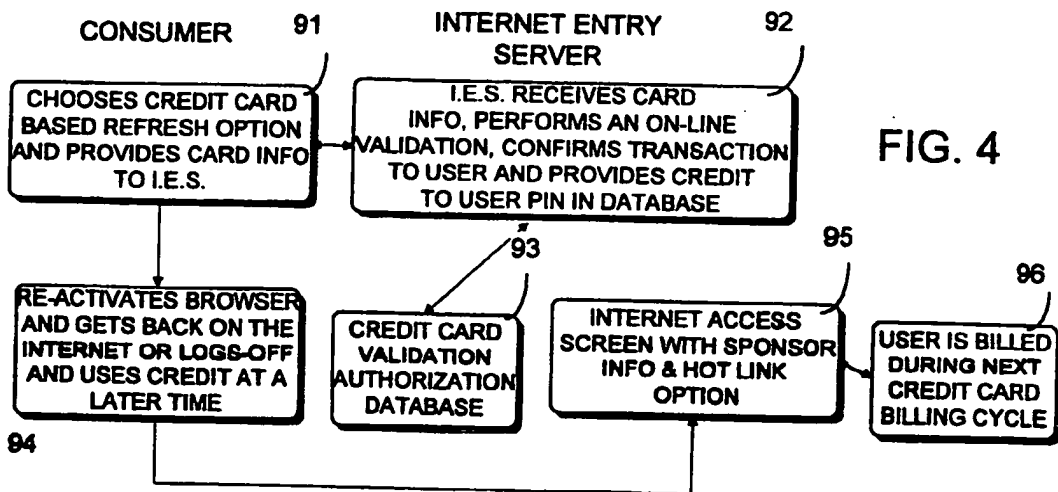 CONSUMER
91
INTERNET ENTRY
SERVER
92
CHOOSES CREDIT CARD
BASED REFRESH OPTION
AND PROVIDES CARD INFO
TO I.E.S.
I.E.S. RECEIVES CARD
INFO, PERFORMS AN ON-LINE
VALIDATION, CONFIRMS TRANSACTION
TO USER AND PROVIDES CREDIT
TO USER PIN IN DATABASE
FIG. 4
93
95
96
RE-ACTIVATES BROWSER
AND GETS BACK ON THE
INTERNET OR LOGS-OFF
AND USES CREDIT AT A
LATER TIME
94
CREDIT CARD
VALIDATION
AUTHORIZATION
DATABASE
INTERNET ACCESS
SCREEN WITH SPONSOR
INFO & HOT LINK
OPTION
USER IS BILLED
DURING NEXT
CREDIT CARD
BILLING CYCLE